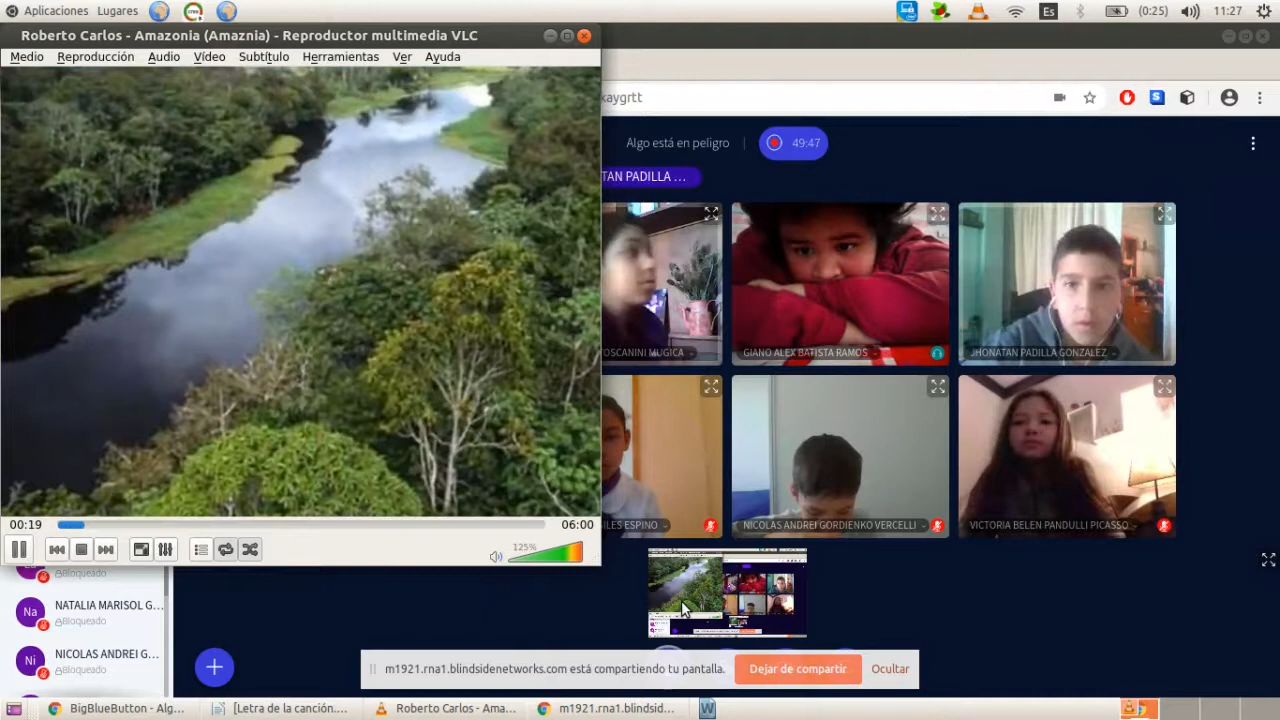 Aplicaciones Lugares Es (0:25) 11:27
Roberto Carlos - Amazonia (Amaznia) - Reproductor multimedia VLC
Medio Reproducción Audio Vídeo Subtítulo Herramientas Ver Ayuda
kaygrtt
Algo está en peligro 49:47
TAN PADILLA ...
OSCANINI MUGICA
GIANO ALEX BATISTA RAMOS
JHONATAN PADILLA GONZALEZ
ILES ESPINO
NICOLAS ANDREI GORDIENKO VERCELLI
VICTORIA BELEN PANDULLI PICASSO
00:19 06:00
125%
Bloqueado
Na NATALIA MARISOL G...
Bloqueado
Ni NICOLAS ANDREI G...
Bloqueado
m1921.rna1.blindsidenetworks.com está compartiendo tu pantalla. Dejar de compartir Ocultar
BigBlueButton - Alg... [Letra de la canción.... Roberto Carlos - Ama... m1921.rna1.blindsid...